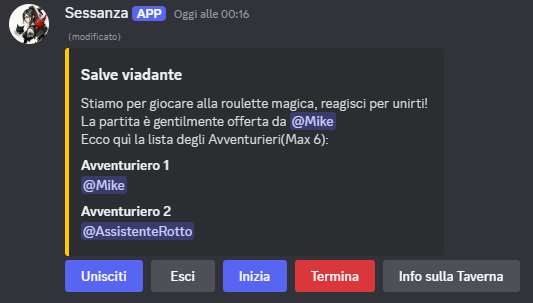 Sessanza APP Oggi alle 00:16
(modificato)
Salve viadante
Stiamo per giocare alla roulette magica, reagisci per unirti!
La partita è gentilmente offerta da @Mike
Ecco quì la lista degli Avventurieri(Max 6):
Avventuriero 1
@Mike
Avventuriero 2
@AssistenteRotto
Unisciti Esci Inizia Termina Info sulla Taverna